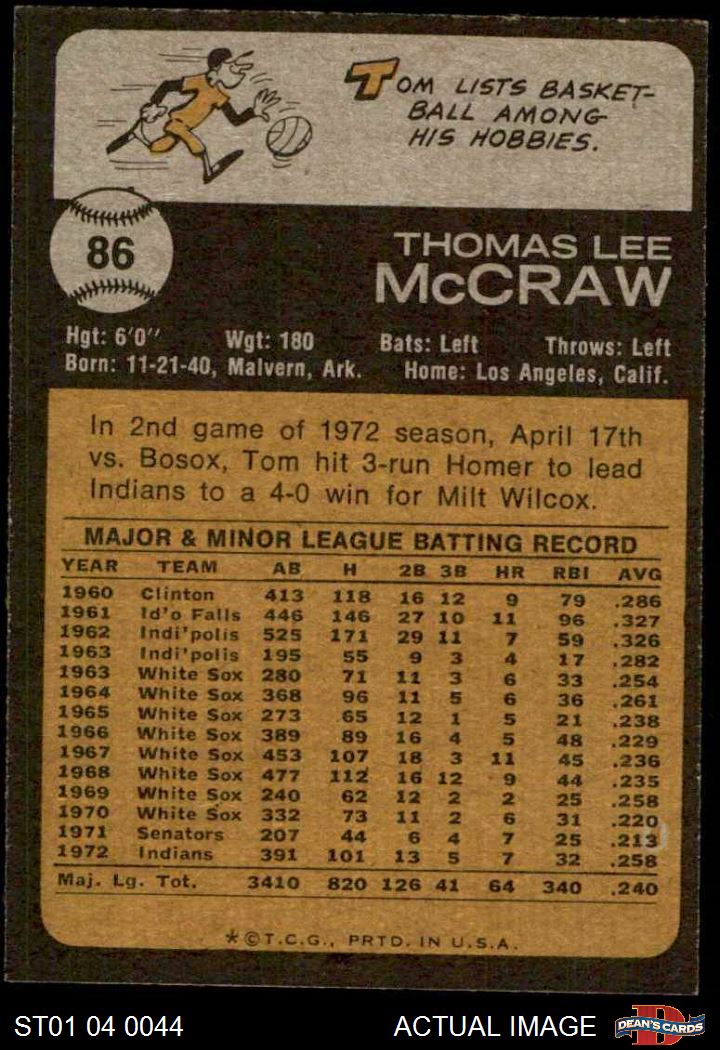 TOM LISTS BASKET-
BALL AMONG
HIS HOBBIES.
86
THOMAS LEE
McCRAW
Hgt: 6'0" Wgt: 180 Bats: Left Throws: Left
Born: 11-21-40, Malvern, Ark. Home: Los Angeles, Calif.
In 2nd game of 1972 season, April 17th
vs. Bosox, Tom hit 3-run Homer to lead
Indians to a 4-0 win for Milt Wilcox.
MAJOR & MINOR LEAGUE BATTING RECORD
YEAR TEAM AB H 2B 3B HR RBI AVG
1960 Clinton 413 118 16 12 9 79 .286
1961 Id'o Falls 446 146 27 10 11 96 .327
1962 Indi'polis 525 171 29 11 7 59 .326
1963 Indi'polis 195 55 9 3 4 17 .282
1963 White Sox 280 71 11 3 6 33 .254
1964 White Sox 368 96 11 5 6 36 .261
1965 White Sox 273 65 12 1 5 21 .238
1966 White Sox 389 89 16 4 5 48 .229
1967 White Sox 453 107 18 3 11 45 .236
1968 White Sox 477 112 16 12 9 44 .235
1969 White Sox 240 62 12 2 2 25 .258
1970 White Sox 332 73 11 2 6 31 .220
1971 Senators 207 44 6 4 7 25 .213
1972 Indians 391 101 13 5 7 32 .258
Maj. Lg. Tot. 3410 820 126 41 64 340 .240
*©T.C.G., PRTD. IN U.S.A.
ST01 04 0044 ACTUAL IMAGE DEAN'S CARDS